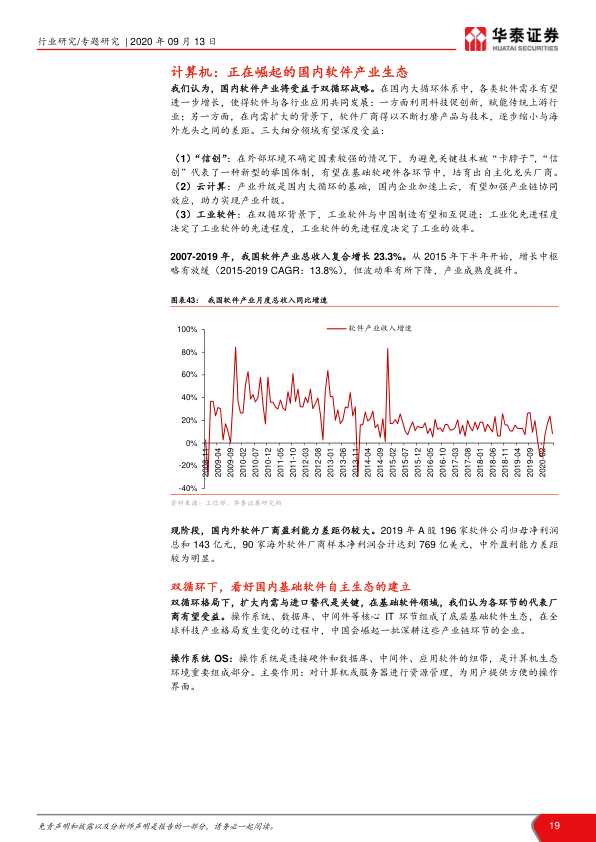 行业研究/专题研究 | 2020 年 09 月 13 日
华泰证券
HUATAI SECURITIES
计算机：正在崛起的国内软件产业生态
我们认为，国内软件产业将受益于双循环战略。在国内大循环体系中，各类软件需求有望
进一步增长，使得软件与各行业应用共同发展：一方面利用科技促创新，赋能传统上游行
业；另一方面，在内需扩大的背景下，软件厂商得以不断打磨产品与技术，逐步缩小与海
外龙头之间的差距。三大细分领域有望深度受益：
（1）“信创”：在外部环境不确定因素较强的情况下，为避免关键技术被“卡脖子”，“信
创”代表了一种新型的举国体制，有望在基础软硬件各环节中，培育出自主化龙头厂商。
（2）云计算：产业升级是国内大循环的基础，国内企业加速上云，有望加强产业链协同
效应，助力实现产业升级。
（3）工业软件：在双循环背景下，工业软件与中国制造有望相互促进：工业化先进程度
决定了工业软件的先进程度，工业软件的先进程度决定了工业的效率。
2007-2019 年，我国软件产业总收入复合增长 23.3%。从 2015 年下半年开始，增长中枢
略有放缓（2015-2019 CAGR：13.8%），但波动率有所下降，产业成熟度提升。
图表43： 我国软件产业月度总收入同比增速
软件产业收入增速
100%
80%
60%
40%
20%
0%
-20%
-40%
2008-11
2009-04
2009-09
2010-02
2010-07
2010-12
2011-05
2011-10
2012-03
2012-08
2013-01
2013-06
2013-11
2014-04
2014-09
2015-02
2015-07
2015-12
2016-05
2016-10
2017-03
2017-08
2018-01
2018-06
2018-11
2019-04
2019-09
2020-02
资料来源：工信部，华泰证券研究所
现阶段，国内外软件厂商盈利能力差距仍较大。2019 年 A 股 196 家软件公司归母净利润
总和 143 亿元，90 家海外软件厂商样本净利润合计达到 769 亿美元，中外盈利能力差距
较为明显。
双循环下，看好国内基础软件自主生态的建立
双循环格局下，扩大内需与进口替代是关键，在基础软件领域，我们认为各环节的代表厂
商有望受益。操作系统、数据库、中间件等核心 IT 环节组成了底层基础软件生态，在全
球科技产业格局发生变化的过程中，中国会崛起一批深耕这些产业链环节的企业。
操作系统 OS：操作系统是连接硬件和数据库、中间件、应用软件的纽带，是计算机生态
环境重要组成部分。主要作用：对计算机或服务器进行资源管理，为用户提供方便的操作
界面。
免责声明和披露以及分析师声明是报告的一部分，请务必一起阅读。
19